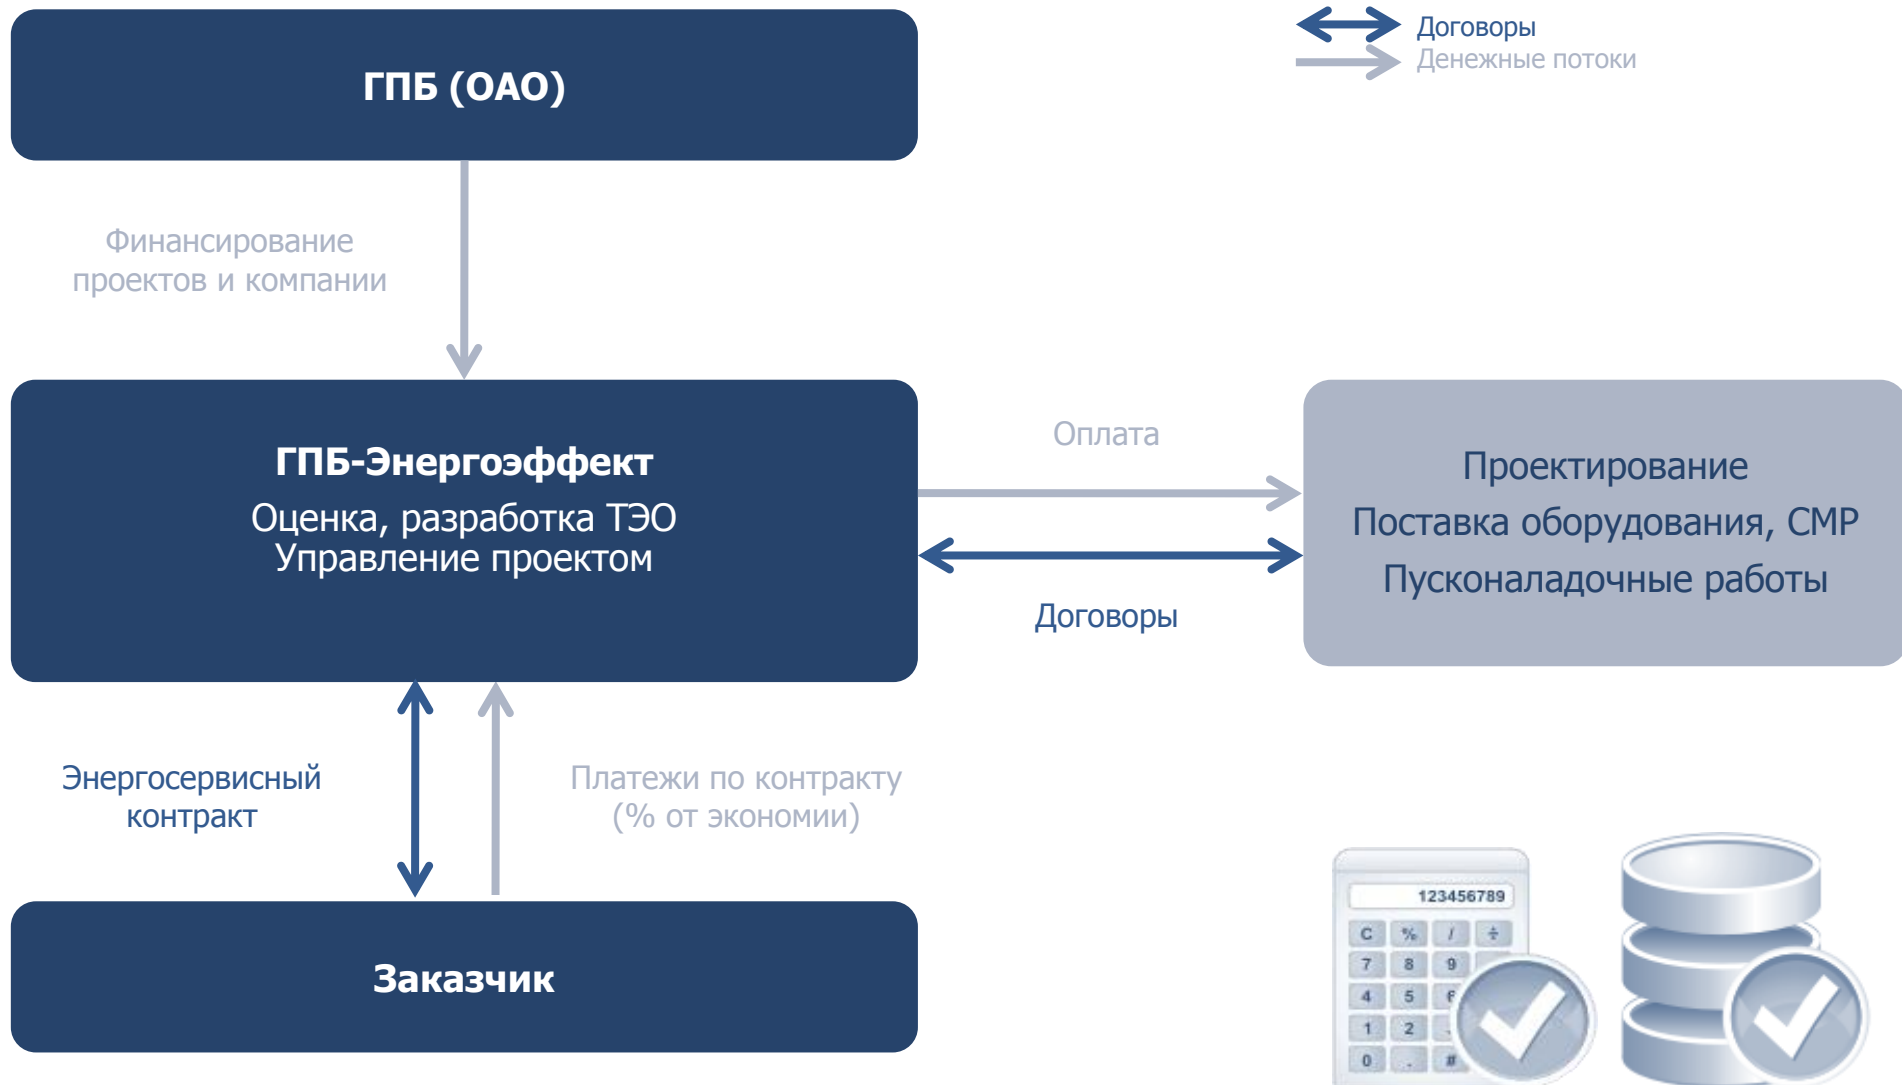 ГПБ (ОАО)
Договоры
Денежные потоки
Финансирование
проектов и компании
ГПБ-Энергоэффект
Оценка, разработка ТЭО
Управление проектом
Оплата
Договоры
Проектирование
Поставка оборудования, СМР
Пусконаладочные работы
Энергосервисный
контракт
Платежи по контракту
(% от экономии)
Заказчик
123456789
C % / ÷
7 8 9
4 5
1 2
0 . #